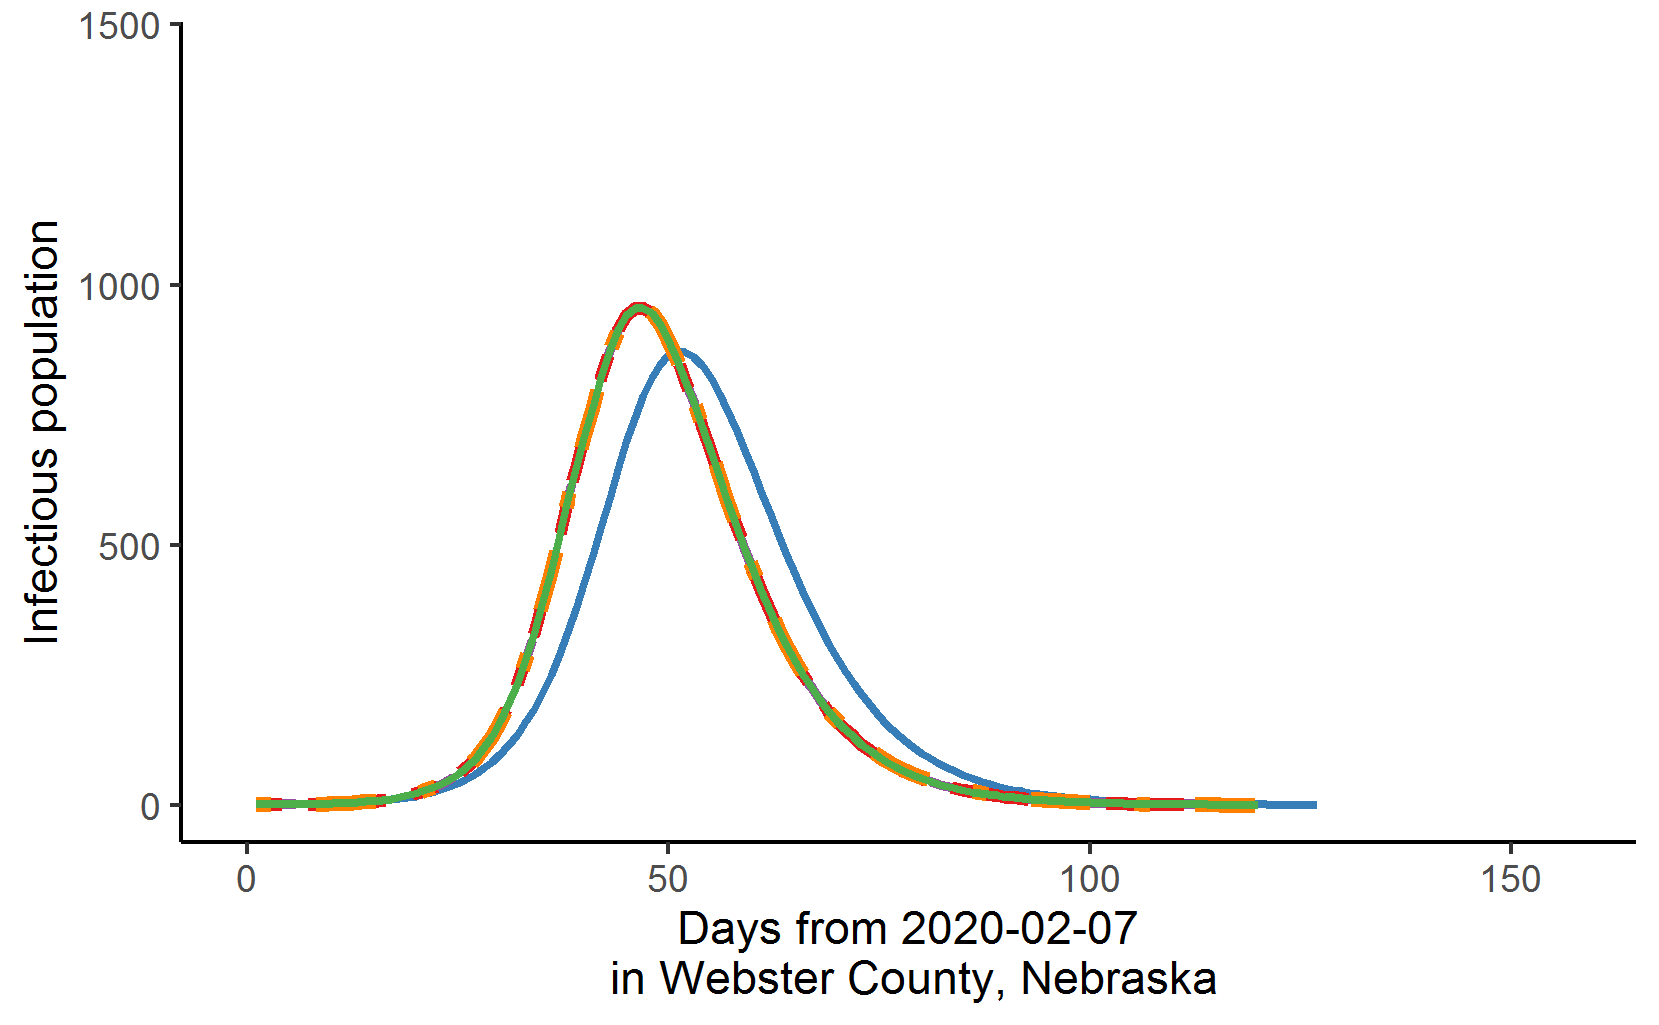 1500
1000
500
0
Infectious population
0 50 100 150
Days from 2020-02-07
in Webster County, Nebraska